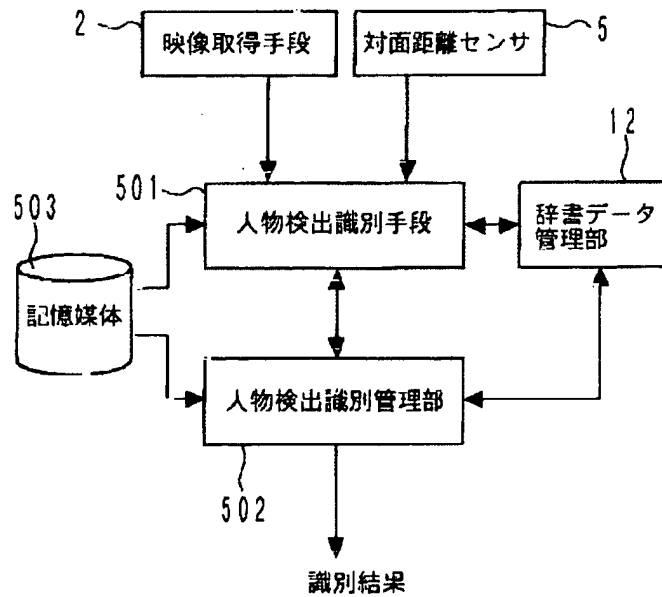 2
映像取得手段
対面距離センサ
5
501
人物検出識別手段
12
辞書データ
管理部
503
記憶媒体
人物検出識別管理部
502
識別結果